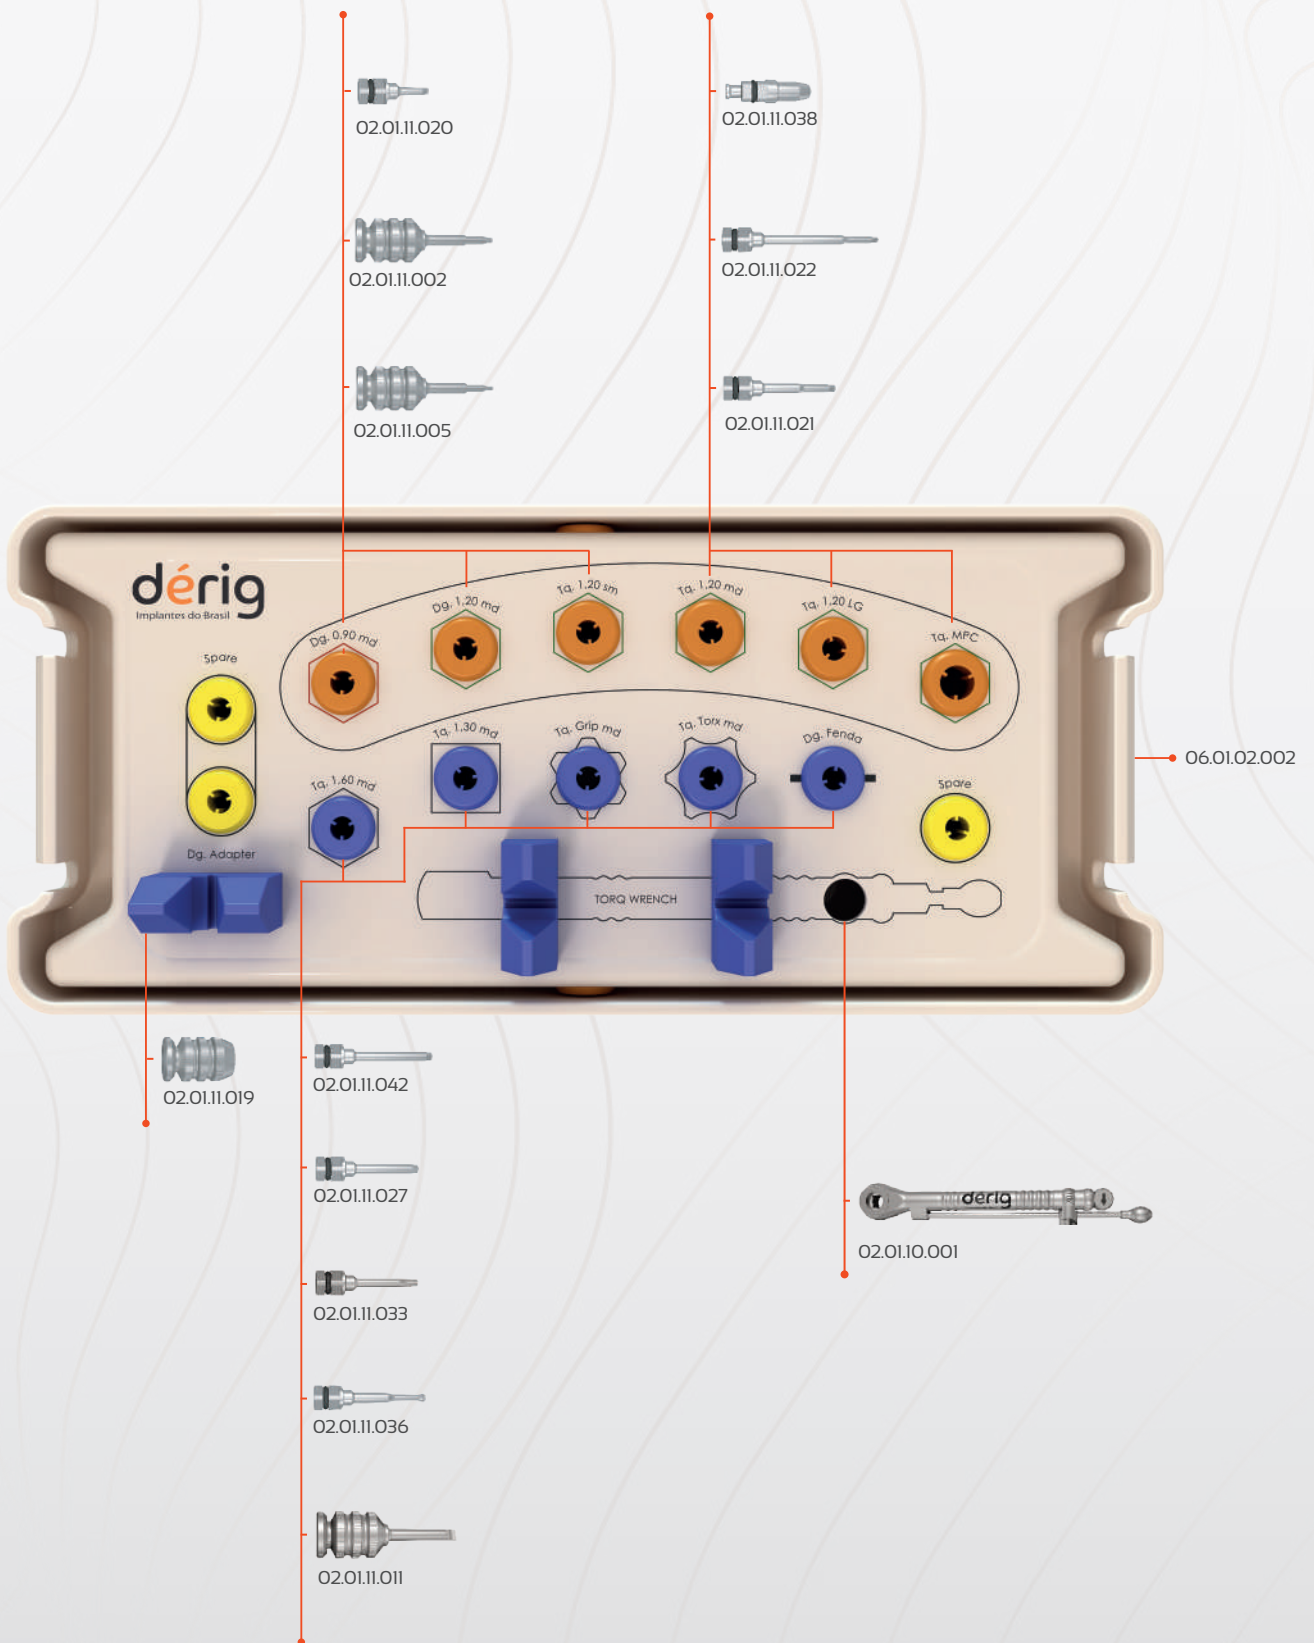 02.01.11.020
02.01.11.038
02.01.11.002
02.01.11.022
02.01.11.005
02.01.11.021
dérig
Implantes do Brasil
Dg. 0,90 md
Dg. 1,20 md
Tq. 1,20 sm
Tq. 1,20 md
Tq. 1,20 LG
Tq. MPC
Spare
Tq. 1,60 md
Tq. 1,30 md
Tq. Grip md
Tq. Torx md
Dg. Fenda
Spare
06.01.02.002
Dg. Adapter
TORQ WRENCH
02.01.11.019
02.01.11.042
02.01.11.027
dérig
02.01.10.001
02.01.11.033
02.01.11.036
02.01.11.011